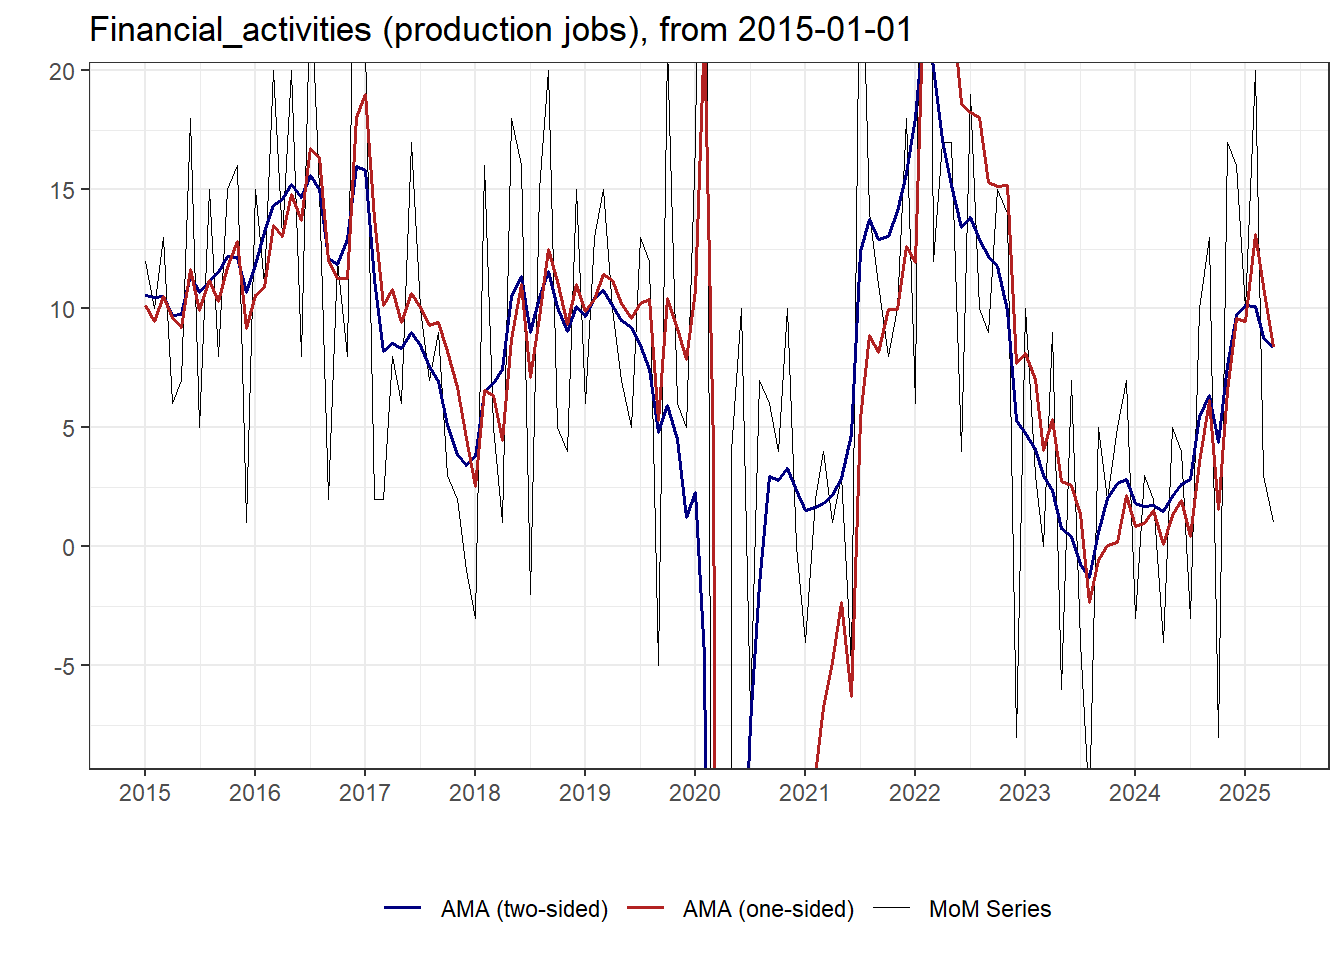 Financial_activities (production jobs), from 2015-01-01
20
15
10
5
0
-5
2015 2016 2017 2018 2019 2020 2021 2022 2023 2024 2025
AMA (two-sided) AMA (one-sided) MoM Series